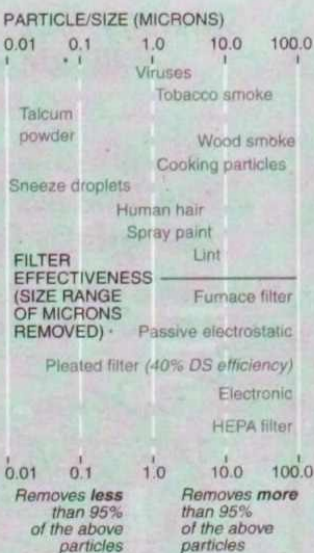 PARTICLE/SIZE (MICRONS)
0.01 0.1 1.0 10.0 100.0
Viruses
Tobacco smoke
Talcum
powder
Wood smoke
Cooking particles
Sneeze droplets
Human hair
Spray paint
Lint
FILTER
EFFECTIVENESS
(SIZE RANGE
OF MICRONS
REMOVED)
Furnace filter
Passive electrostatic
Pleated filter (40% DS efficiency)
Electronic
HEPA filter
0.01 0.1 1.0 10.0 100.0
Removes less
than 95%
of the above
particles
Removes more
than 95%
of the above
particles